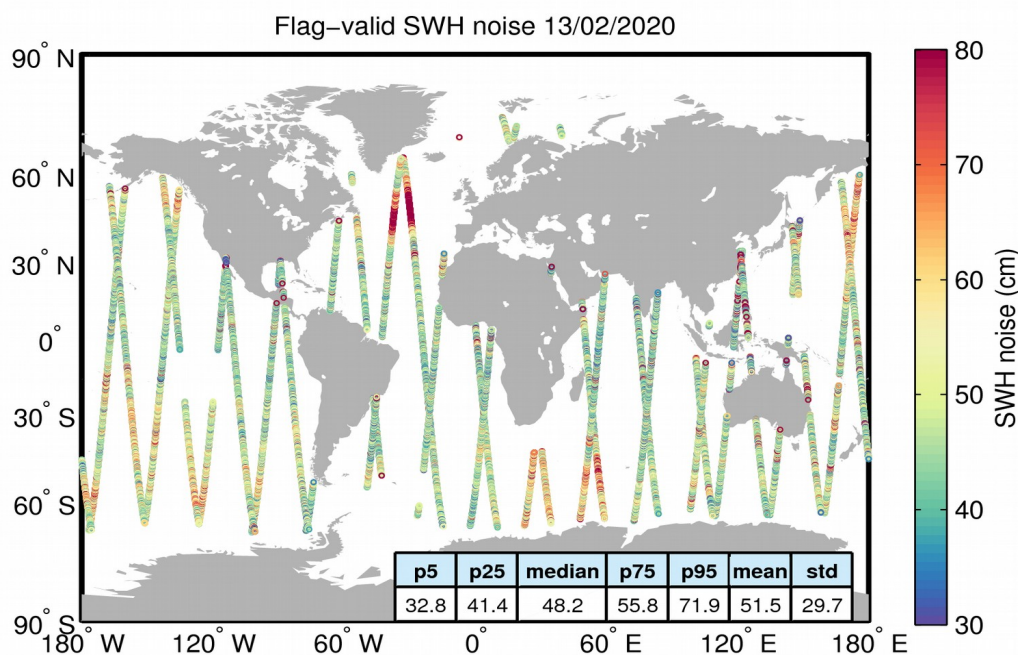 Flag−valid SWH noise 13/02/2020
90° N
60° N
30° N
0°
30° S
60° S
90° S
180° W
120° W
60° W
0°
60° E
120° E
180° E
80
70
60
50
40
30
SWH noise (cm)
p5 p25 median p75 p95 mean std
32.8 41.4 48.2 55.8 71.9 51.5 29.7